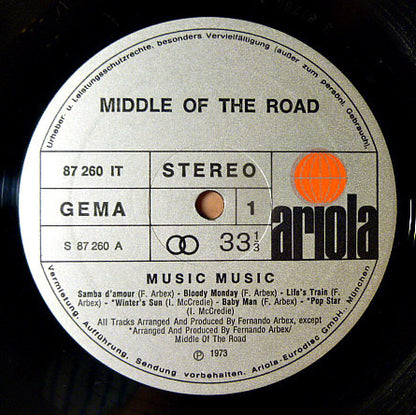 Urheber- u. Leistungsschutzrechte, besonders Vervielfältigung (außer zum persönl. Gebrauch),
MIDDLE OF THE ROAD
87 260 IT
STEREO
GEMA
1
S 87 260 A
33 1/3
ariola
MUSIC MUSIC
Samba d'amour (F. Arbex) - Bloody Monday (F. Arbex) - Life's Train (F.
Arbex) - *Winter's Sun (I. McCredie) - Baby Man (F. Arbex) - *Pop Star
(I. McCredie)
All Tracks Arranged And Produced By Fernando Arbex, except
*Arranged And Produced By Fernando Arbex/
Middle Of The Road
Ⓟ 1973
Vermietung, Aufführung, Sendung vorbehalten. Ariola-Eurodisc GmbH. München